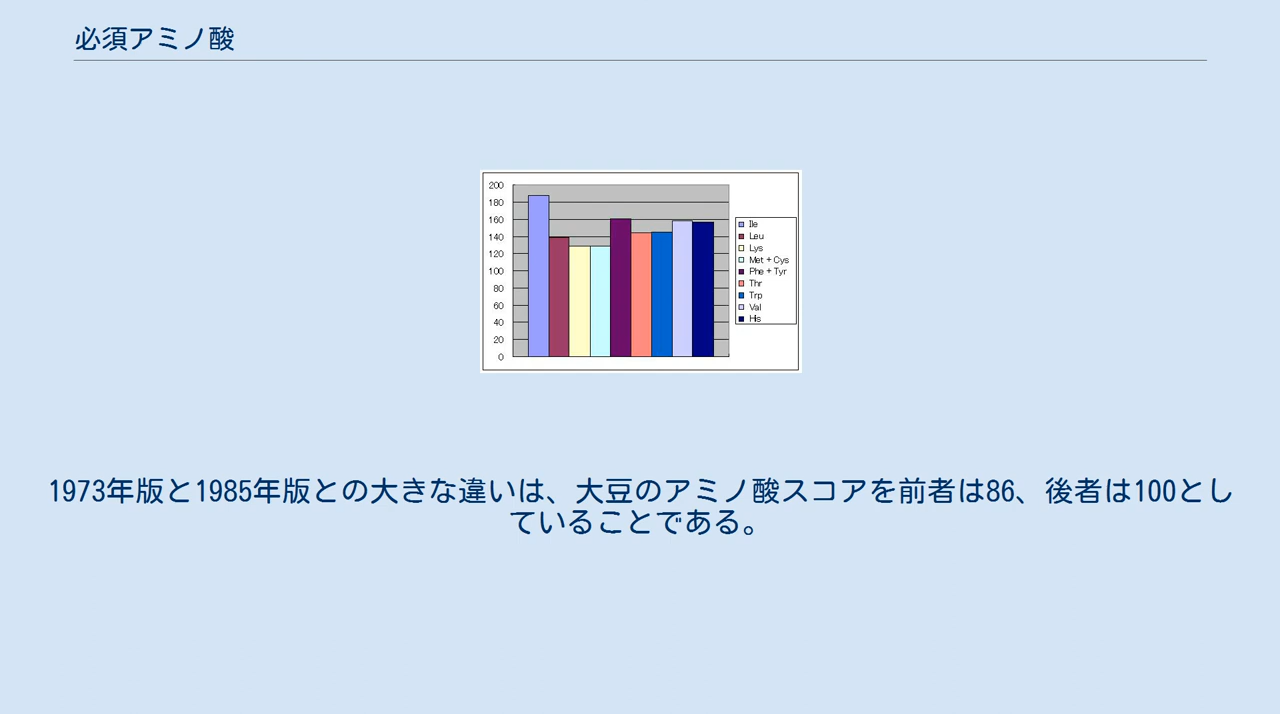 必須アミノ酸
200
180
160
140
120
100
80
60
40
20
0
Ile
Leu
Lys
Met + Cys
Phe + Tyr
Thr
Trp
Val
His
1973年版と1985年版との大きな違いは、大豆のアミノ酸スコアを前者は86、後者は100とし
ていることである。